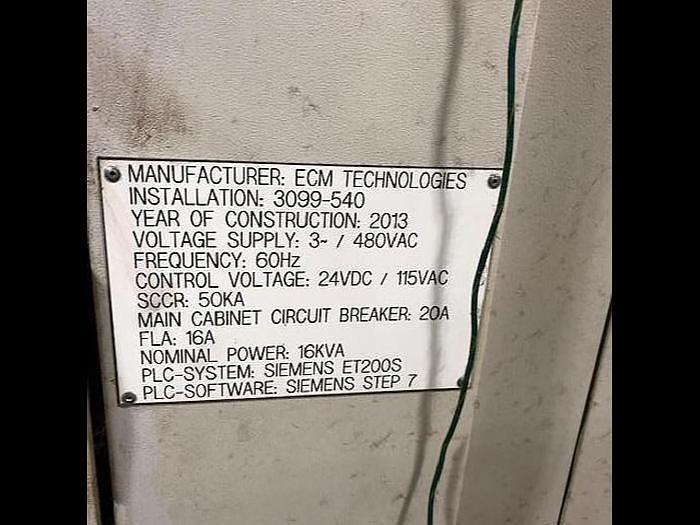 MANUFACTURER: ECM TECHNOLOGIES
INSTALLATION: 3099-540
YEAR OF CONSTRUCTION: 2013
VOLTAGE SUPPLY: 3~ / 480VAC
FREQUENCY: 60Hz
CONTROL VOLTAGE: 24VDC / 115VAC
SCCR: 50KA
MAIN CABINET CIRCUIT BREAKER: 20A
FLA: 16A
NOMINAL POWER: 16KVA
PLC-SYSTEM: SIEMENS ET200S
PLC-SOFTWARE: SIEMENS STEP 7